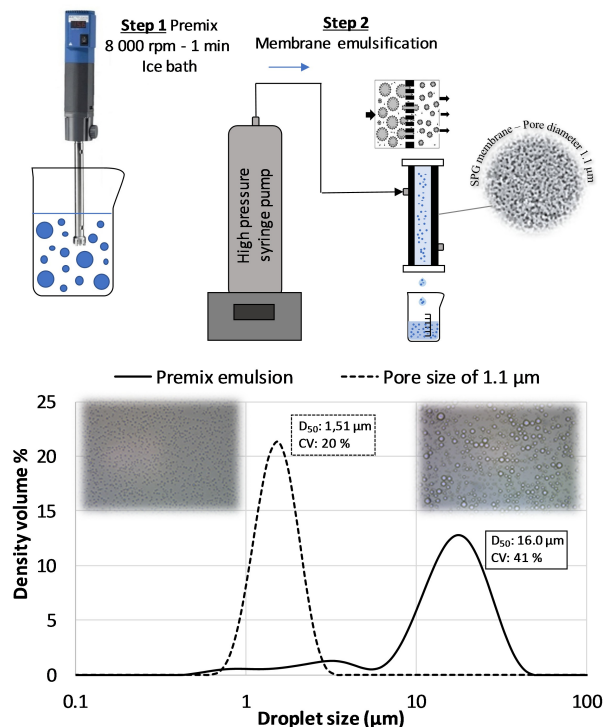 Step 1 Premix
8 000 rpm - 1 min
Ice bath
Step 2
Membrane emulsification
High pressure
syringe pump
SPG membrane – Pore diameter 1.1 µm
Premix emulsion
Pore size of 1.1 µm
25
20
15
10
5
0
Density volume %
D50: 1,51 µm
CV: 20 %
D50: 16.0 µm
CV: 41 %
0.1
1
10
100
Droplet size (µm)